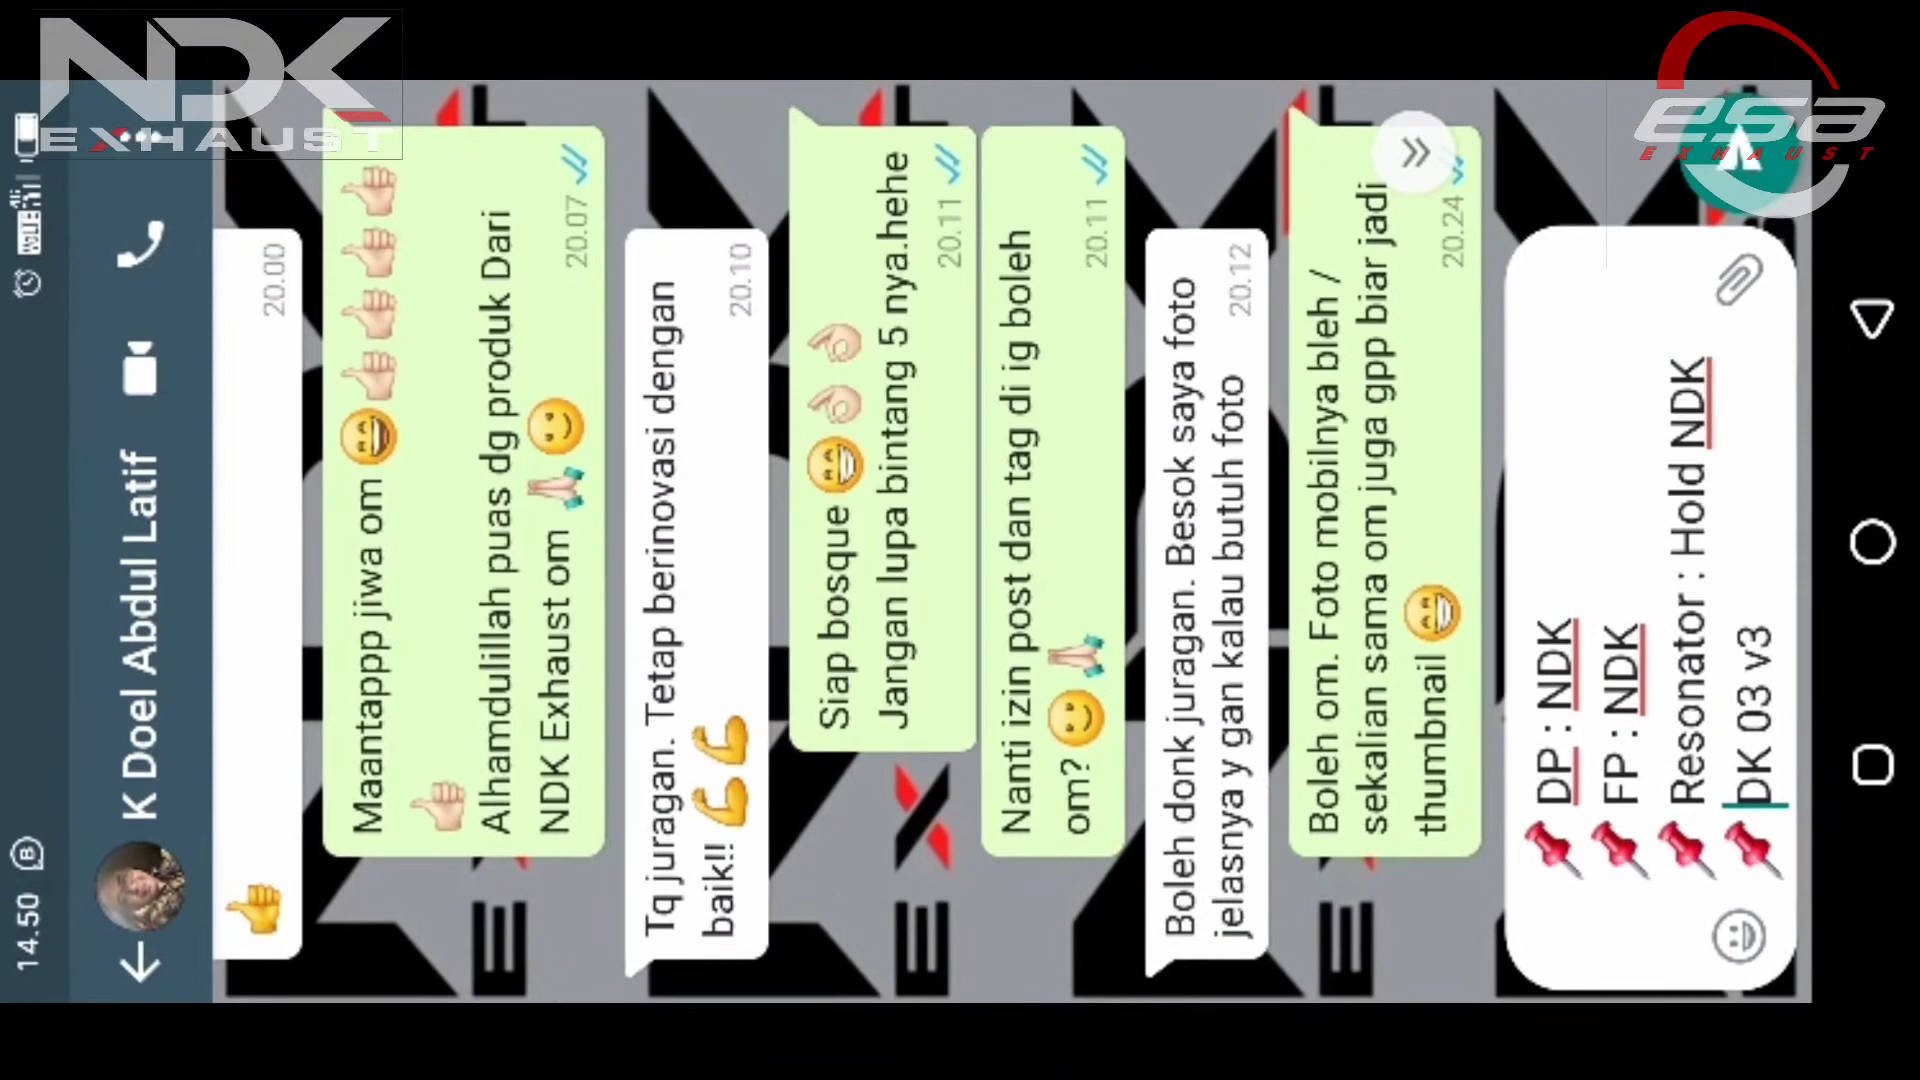 NDK
EXHAUST
esa
EXHAUST
14.50
K Doel Abdul Latif
👍
20.00
Maantappp jiwa om 😄👍🏻👍🏻👍🏻👍🏻
👍🏻
Alhamdulillah puas dg produk Dari
NDK Exhaust om 🙏🏻🙂
20.07
Tq juragan. Tetap berinovasi dengan
baik!! 💪💪
20.10
Siap bosque 😁👌🏻👌🏻
Jangan lupa bintang 5 nya.hehe
20.11
Nanti izin post dan tag di ig boleh
om? 🙂🙏🏻
20.11
Boleh donk juragan. Besok saya foto
jelasnya y gan kalau butuh foto
20.12
Boleh om. Foto mobilnya bleh /
sekalian sama om juga gpp biar jadi
thumbnail 😁
20.24
📌 DP : NDK
📌 FP : NDK
📌 Resonator : Hold NDK
📌 DK 03 v3